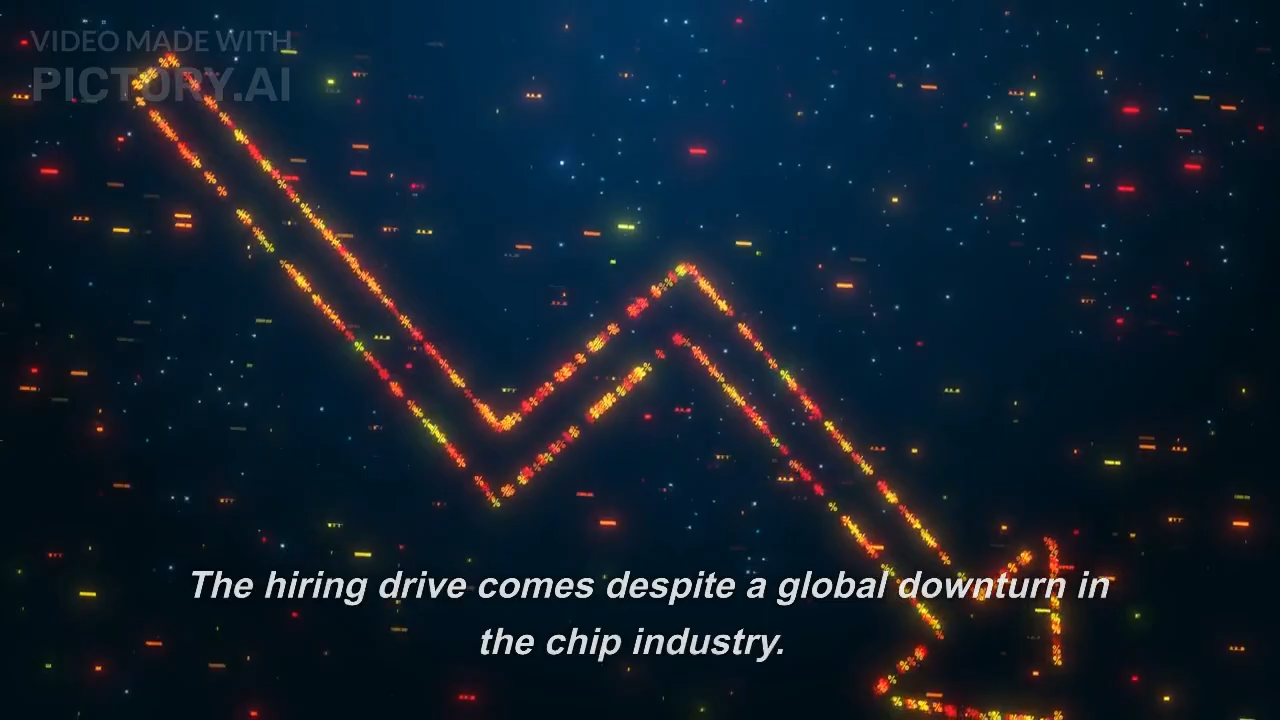 VIDEO MADE WITH
PICTORY.AI
The hiring drive comes despite a global downturn in
the chip industry.